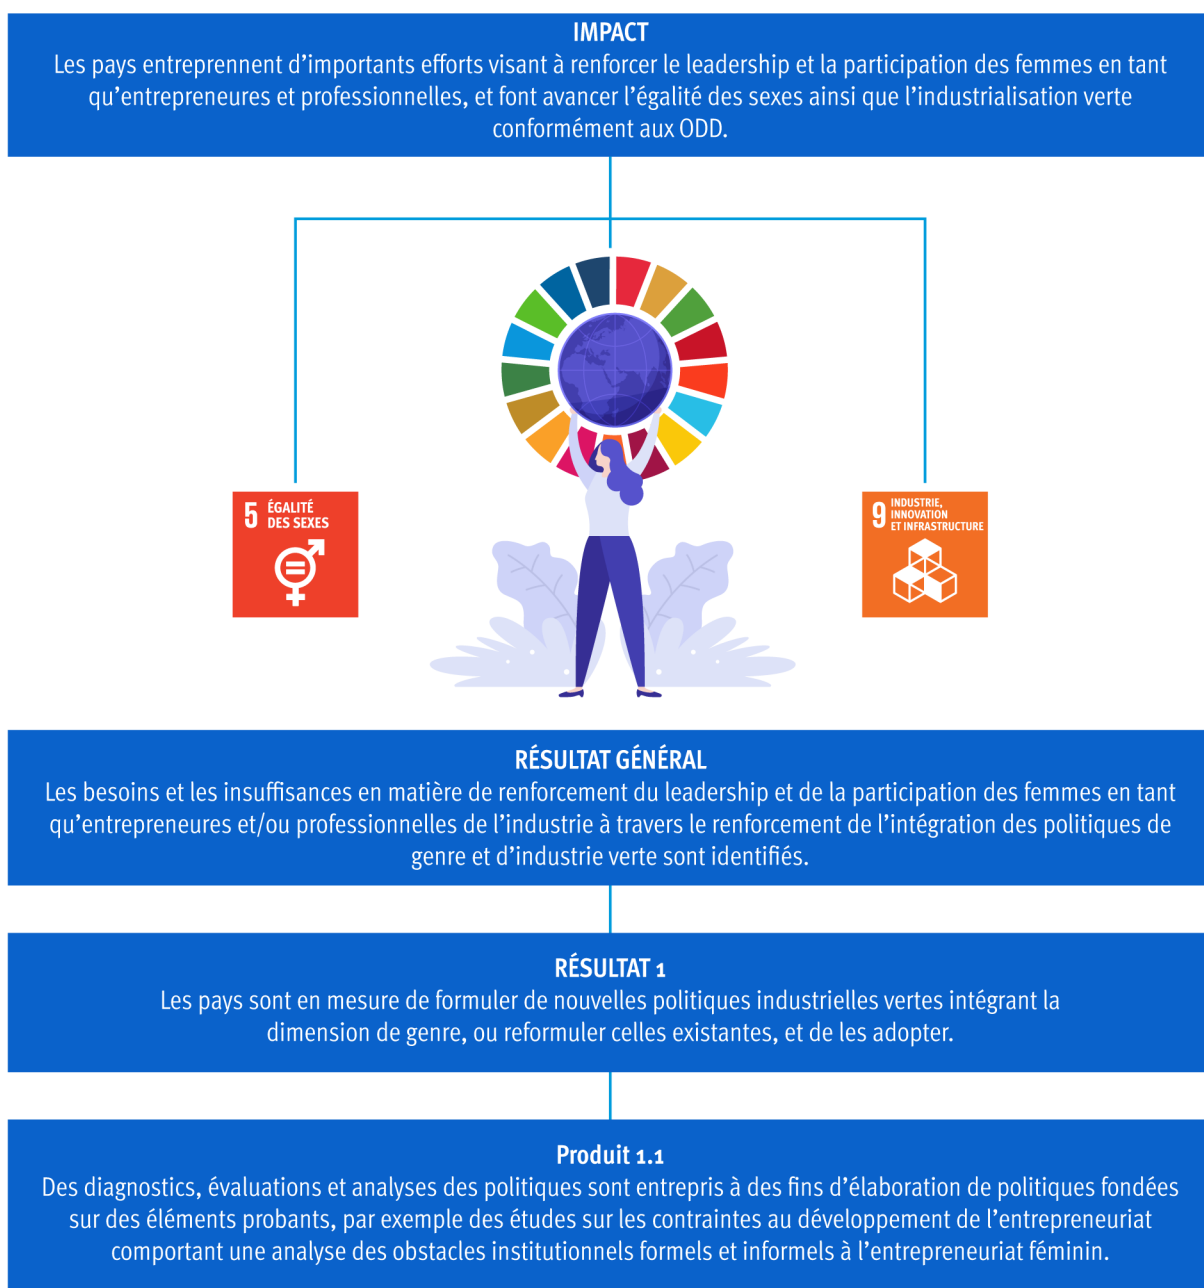 IMPACT
Les pays entreprennent d’importants efforts visant à renforcer le leadership et la participation des femmes en tant
qu’entrepreneures et professionnelles, et font avancer l’égalité des sexes ainsi que l’industrialisation verte
conformément aux ODD.
5 ÉGALITÉ
DES SEXES
9 INDUSTRIE,
INNOVATION
ET INFRASTRUCTURE
RÉSULTAT GÉNÉRAL
Les besoins et les insuffisances en matière de renforcement du leadership et de la participation des femmes en tant
qu’entrepreneures et/ou professionnelles de l’industrie à travers le renforcement de l’intégration des politiques de
genre et d’industrie verte sont identifiés.
RÉSULTAT 1
Les pays sont en mesure de formuler de nouvelles politiques industrielles vertes intégrant la
dimension de genre, ou reformuler celles existantes, et de les adopter.
Produit 1.1
Des diagnostics, évaluations et analyses des politiques sont entrepris à des fins d’élaboration de politiques fondées
sur des éléments probants, par exemple des études sur les contraintes au développement de l’entrepreneuriat
comportant une analyse des obstacles institutionnels formels et informels à l’entrepreneuriat féminin.